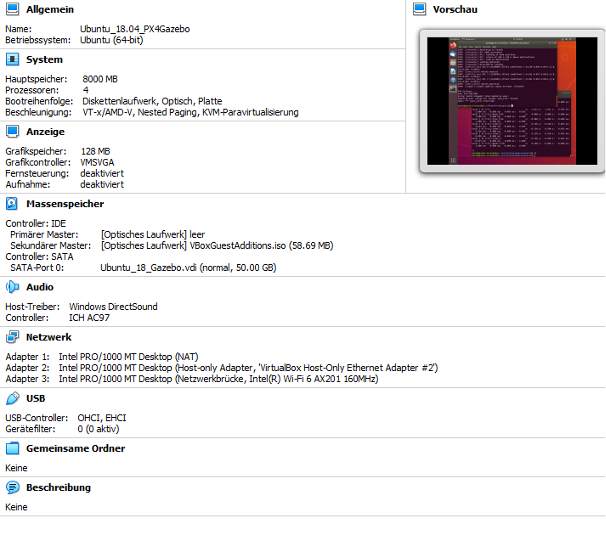 Allgemein
Name: Ubuntu_18.04_PX4Gazebo
Betriebssystem: Ubuntu (64-bit)
Vorschau
System
Hauptspeicher: 8000 MB
Prozessoren: 4
Bootreihenfolge: Diskettenlaufwerk, Optisch, Platte
Beschleunigung: VT-x/AMD-V, Nested Paging, KVM-Paravirtualisierung
Anzeige
Grafikspeicher: 128 MB
Grafikcontroller: VMSVGA
Fernsteuerung: deaktiviert
Aufnahme: deaktiviert
Massenspeicher
Controller: IDE
Primärer Master: [Optisches Laufwerk] leer
Sekundärer Master: [Optisches Laufwerk] VBoxGuestAdditions.iso (58.69 MB)
Controller: SATA
SATA-Port 0: Ubuntu_18_Gazebo.vdi (normal, 50.00 GB)
Audio
Host-Treiber: Windows DirectSound
Controller: ICH AC97
Netzwerk
Adapter 1: Intel PRO/1000 MT Desktop (NAT)
Adapter 2: Intel PRO/1000 MT Desktop (Host-only Adapter, 'VirtualBox Host-Only Ethernet Adapter #2')
Adapter 3: Intel PRO/1000 MT Desktop (Netzwerkbrücke, Intel(R) Wi-Fi 6 AX201 160MHz)
USB
USB-Controller: OHCI, EHCI
Gerätefilter: 0 (0 aktiv)
Gemeinsame Ordner
Keine
Beschreibung
Keine